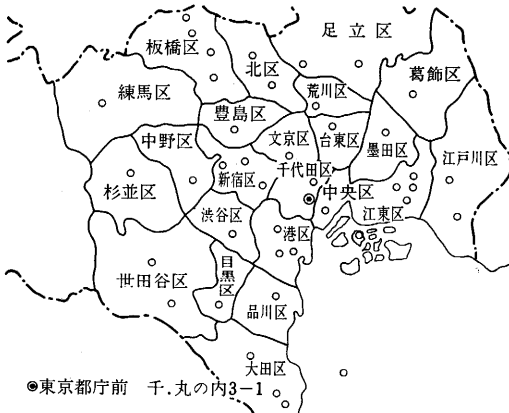 足立区
板橋区
北区
葛飾区
荒川区
練馬区
豊島区
文京区
台東区
中野区
墨田区
江戸川区
新宿区
千代田区
杉並区
中央区
江東区
渋谷区
港区
目黒区
世田谷区
品川区
大田区
◉東京都庁前 千.丸の内3−1